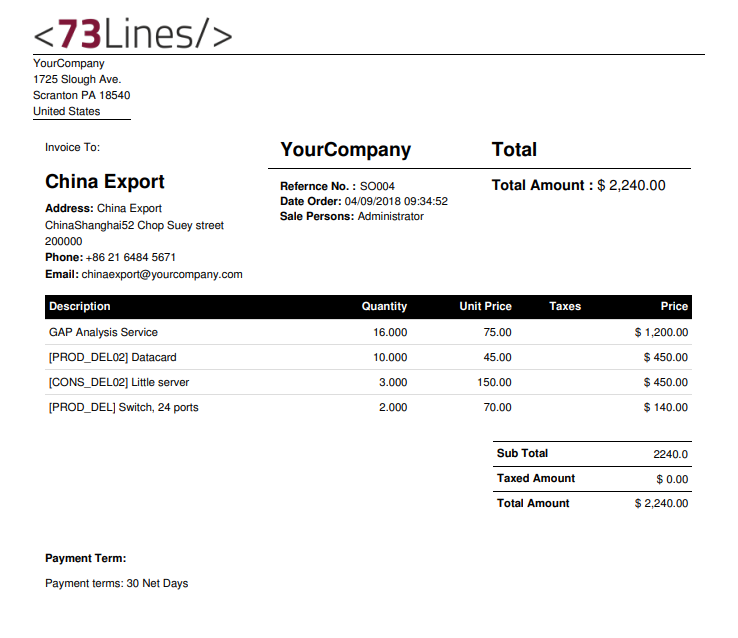 <73Lines/>
YourCompany
1725 Slough Ave.
Scranton PA 18540
United States
Invoice To:
China Export
Address: China Export
ChinaShanghai52 Chop Suey street
200000
Phone: +86 21 6484 5671
Email: chinaexport@yourcompany.com
YourCompany
Refernce No. : SO004
Date Order: 04/09/2018 09:34:52
Sale Persons: Administrator
Total
Total Amount : $ 2,240.00
Description Quantity Unit Price Taxes Price
GAP Analysis Service 16.000 75.00 $ 1,200.00
[PROD_DEL02] Datacard 10.000 45.00 $ 450.00
[CONS_DEL02] Little server 3.000 150.00 $ 450.00
[PROD_DEL] Switch, 24 ports 2.000 70.00 $ 140.00
Sub Total 2240.0
Taxed Amount $ 0.00
Total Amount $ 2,240.00
Payment Term:
Payment terms: 30 Net Days